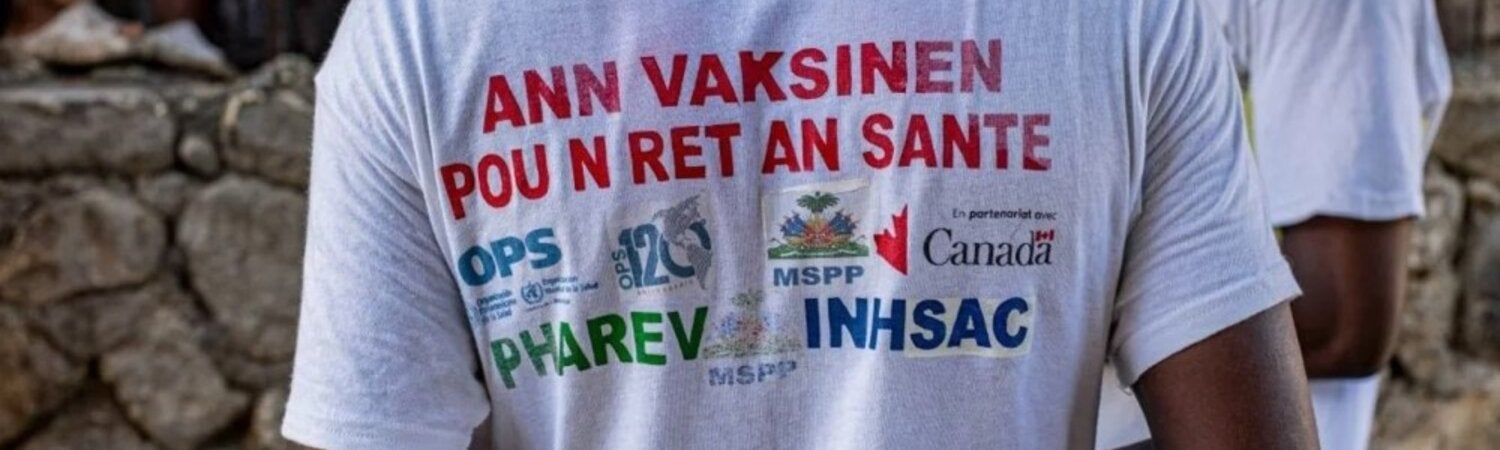 ANN VAKSINEN
POU N RET AN SANTE
OPS
OPS 120
MSPP
En partenariat avec
Canada
PHAREV
MSPP
INHSAC